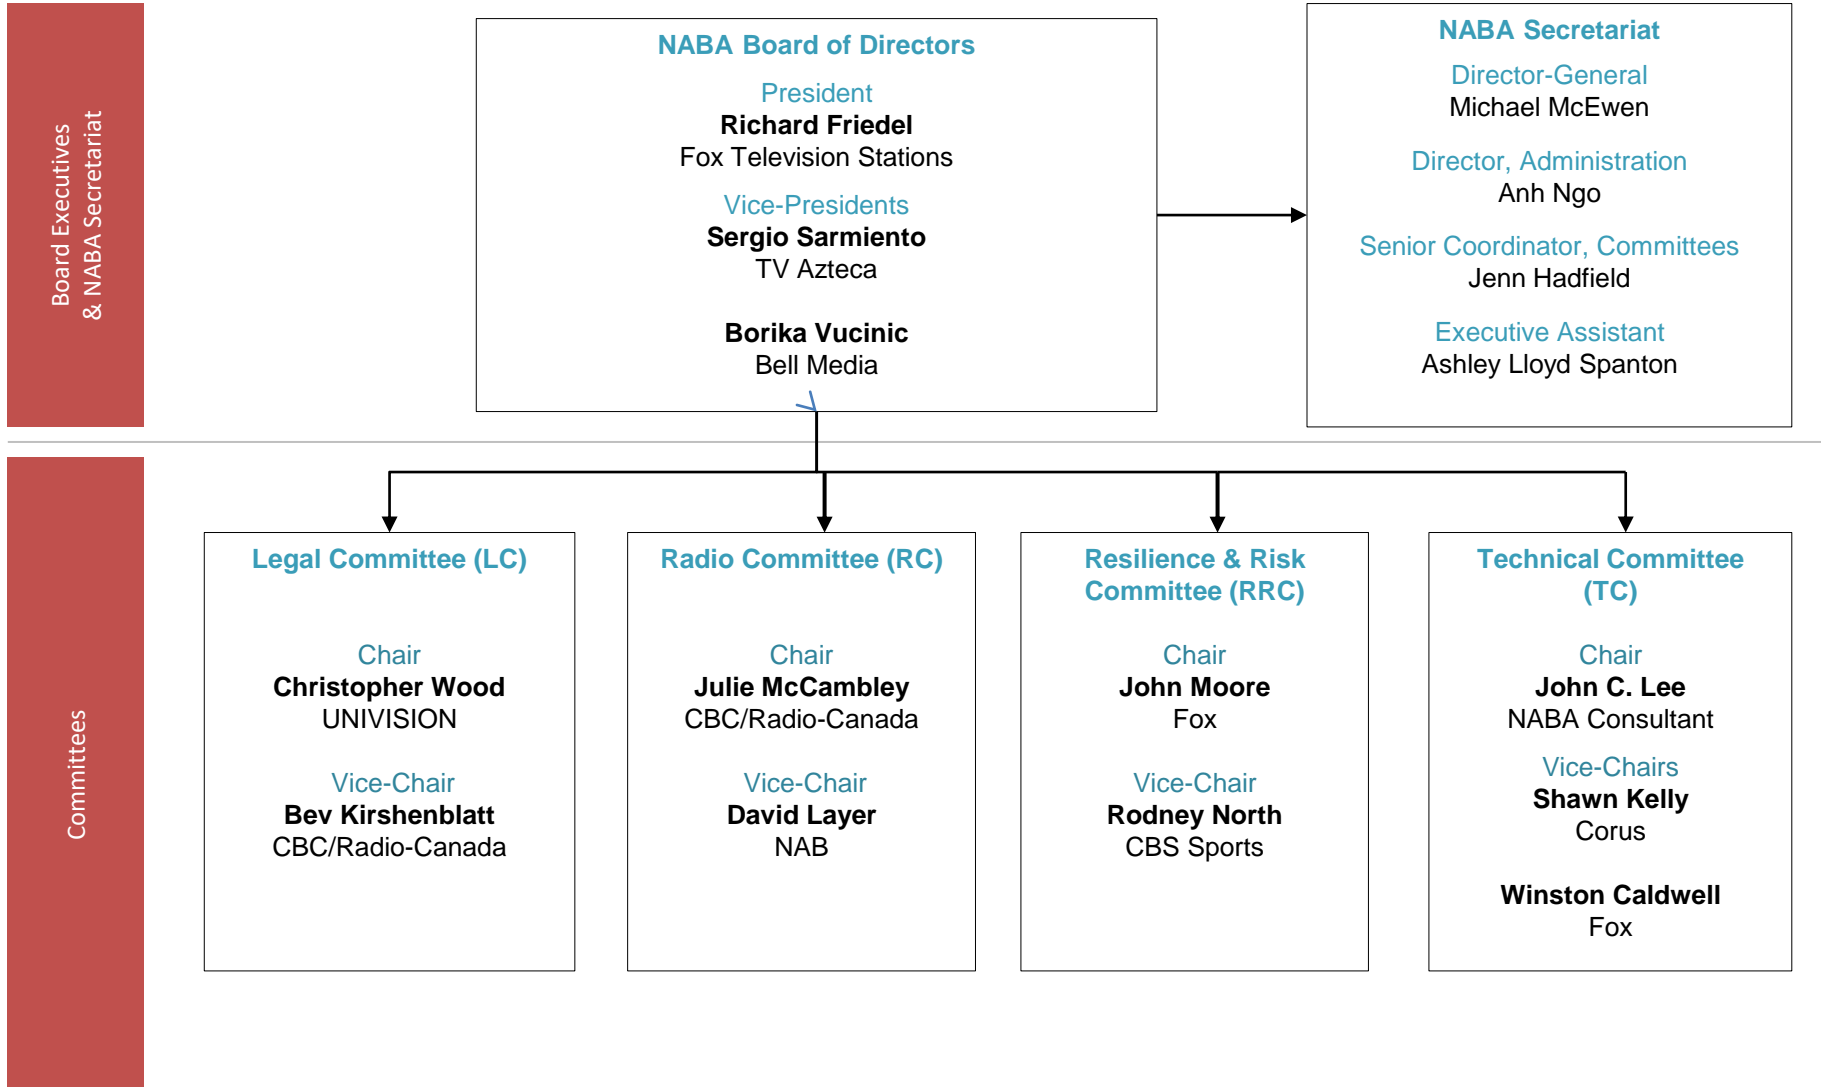 Board Executives
& NABA Secretariat
NABA Board of Directors
President
Richard Friedel
Fox Television Stations
Vice-Presidents
Sergio Sarmiento
TV Azteca
Borika Vucinic
Bell Media
NABA Secretariat
Director-General
Michael McEwen
Director, Administration
Anh Ngo
Senior Coordinator, Committees
Jenn Hadfield
Executive Assistant
Ashley Lloyd Spanton
Committees
Legal Committee (LC)
Chair
Christopher Wood
UNIVISION
Vice-Chair
Bev Kirshenblatt
CBC/Radio-Canada
Radio Committee (RC)
Chair
Julie McCambley
CBC/Radio-Canada
Vice-Chair
David Layer
NAB
Resilience & Risk
Committee (RRC)
Chair
John Moore
Fox
Vice-Chair
Rodney North
CBS Sports
Technical Committee
(TC)
Chair
John C. Lee
NABA Consultant
Vice-Chairs
Shawn Kelly
Corus
Winston Caldwell
Fox